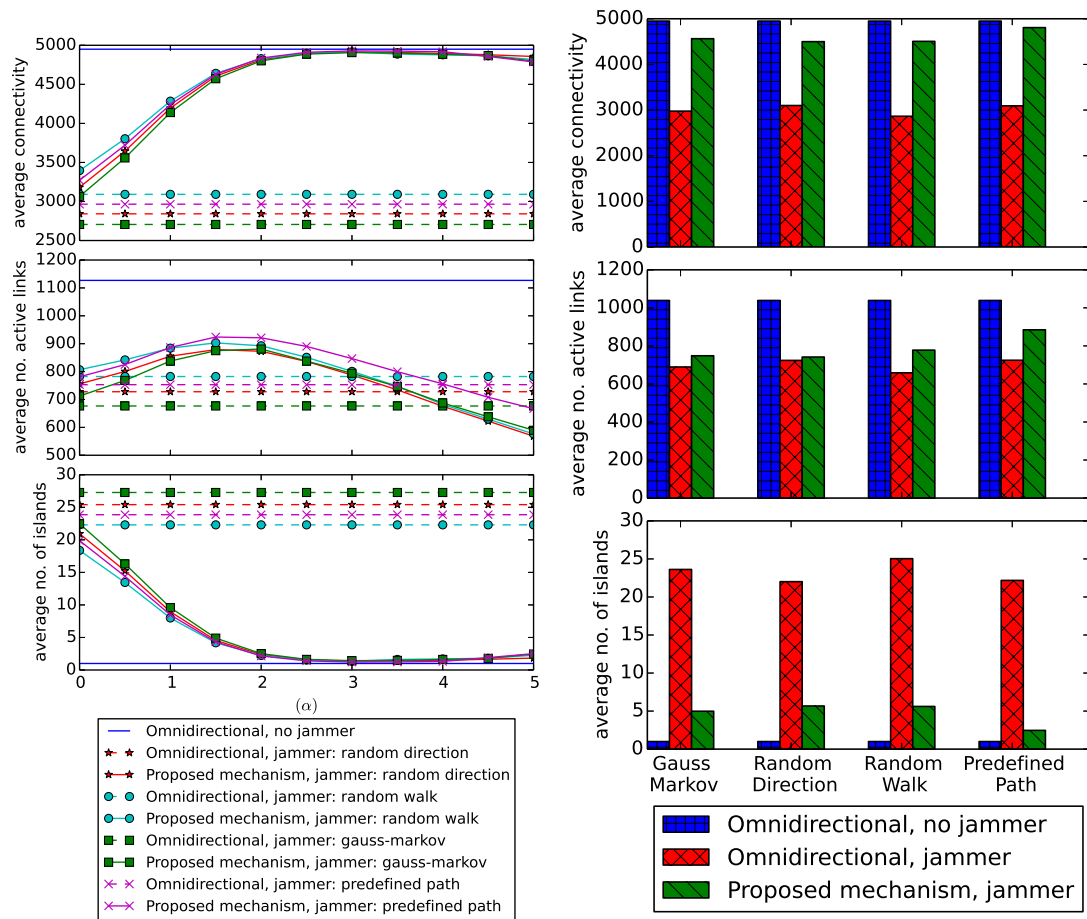 average connectivity
5000
4500
4000
3500
3000
2500
average no. active links
1200
1100
1000
900
800
700
600
500
average no. of islands
30
25
20
15
10
5
0
0 1 2 3 4 5
(α)
Omnidirectional, no jammer
Omnidirectional, jammer: random direction
Proposed mechanism, jammer: random direction
Omnidirectional, jammer: random walk
Proposed mechanism, jammer: random walk
Omnidirectional, jammer: gauss-markov
Proposed mechanism, jammer: gauss-markov
Omnidirectional, jammer: predefined path
Proposed mechanism, jammer: predefined path
average connectivity
5000
4000
3000
2000
1000
0
average no. active links
1200
1000
800
600
400
200
0
average no. of islands
30
25
20
15
10
5
0
Gauss Random Random Predefined
Markov Direction Walk Path
Omnidirectional, no jammer
Omnidirectional, jammer
Proposed mechanism, jammer